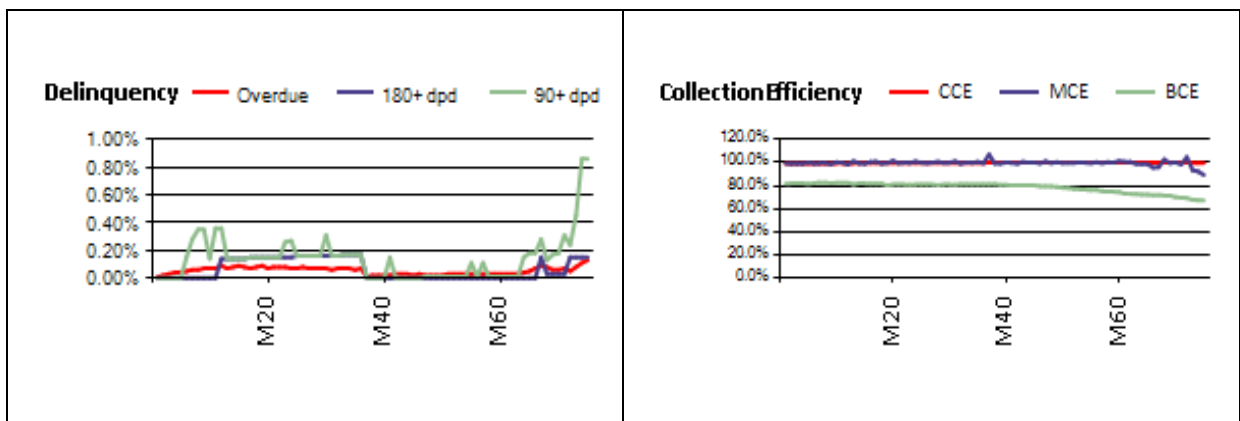 Delinquency Overdue 180+ dpd 90+ dpd
1.00%
0.80%
0.60%
0.40%
0.20%
0.00%
M20
M40
M60
Collection Efficiency CCE MCE BCE
120.0%
100.0%
80.0%
60.0%
40.0%
20.0%
0.0%
M20
M40
M60